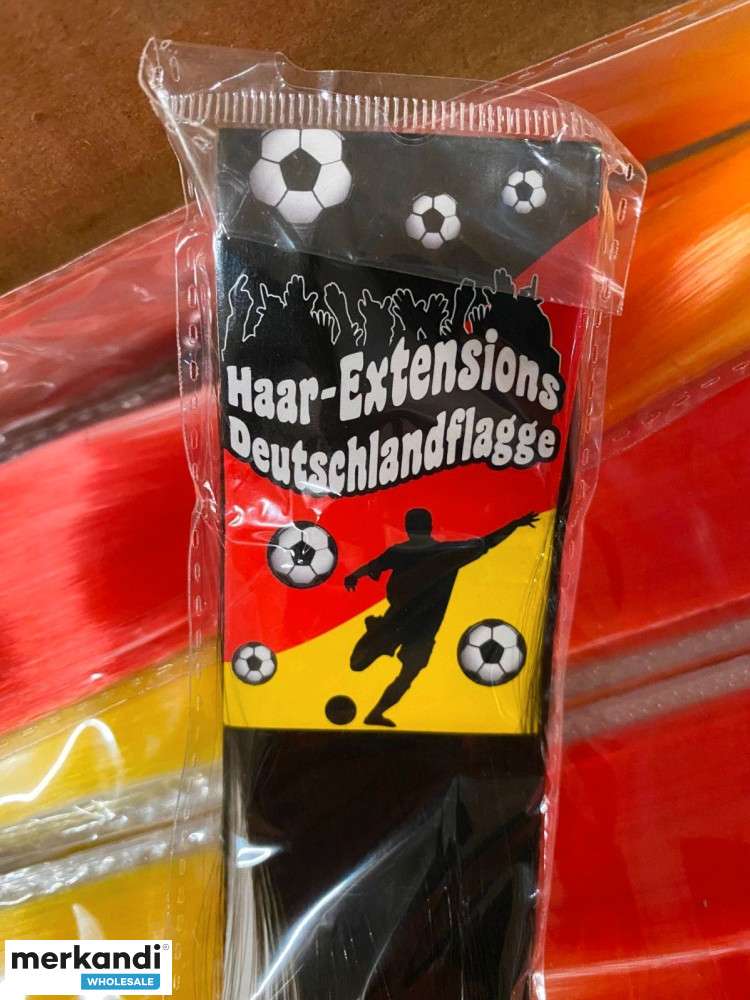 Haar-Extensions
Deutschlandflagge
merkandi®
WHOLESALE